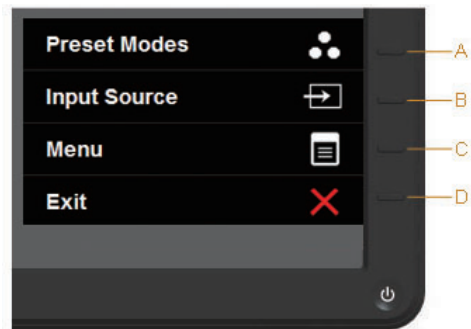 Preset Modes
A
Input Source
B
Menu
C
Exit
D